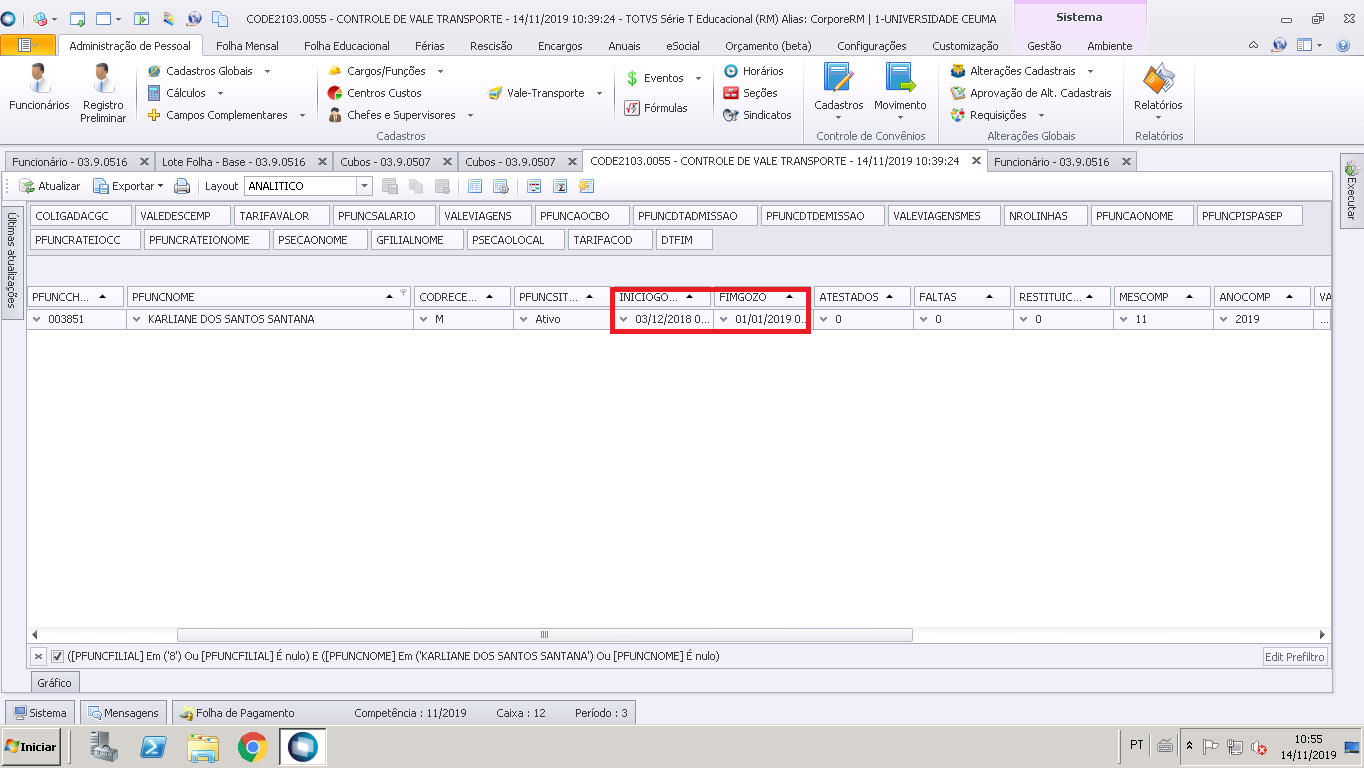 CODE2103.0055 - CONTROLE DE VALE TRANSPORTE - 14/11/2019 10:39:24 - TOTVS Série T Educacional (RM) Alias: CorporeRM | 1-UNIVERSIDADE CEUMA
Sistema
Administração de Pessoal Folha Mensal Folha Educacional Férias Rescisão Encargos Anuais eSocial Orçamento (beta) Configurações Customização Gestão Ambiente
Funcionários
Registro Preliminar
Cadastros Globais
Cálculos
Campos Complementares
Cargos/Funções
Centros Custos
Chefes e Supervisores
Vale-Transporte
Cadastros
Eventos
Fórmulas
Horários
Seções
Sindicatos
Cadastros
Movimento
Controle de Convênios
Alterações Cadastrais
Aprovação de Alt. Cadastrais
Requisições
Alterações Globais
Relatórios
Relatórios
Funcionário - 03.9.0516 Lote Folha - Base - 03.9.0516 Cubos - 03.9.0507 Cubos - 03.9.0507 CODE2103.0055 - CONTROLE DE VALE TRANSPORTE - 14/11/2019 10:39:24 Funcionário - 03.9.0516
Atualizar Exportar Layout ANALITICO
Executar
Últimas atualizações
COLIGADACGC VALEDESCEMP TARIFAVALOR PFUNCSALARIO VALEVIAGENS PFUNCAOCBO PFUNCDTADMISSAO PFUNCDTDEMISSAO VALEVIAGENSMES NROLINHAS PFUNCAONOME PFUNCPISPASEP
PFUNCRATEIOCC PFUNCRATEIONOME PSECAONOME GFILIALNOME PSECAOLOCAL TARIFACOD DTFIM
PFUNCCH... PFUNCNOME CODRECE... PFUNCSIT... INICIOGO... FIMGOZO ATESTADOS FALTAS RESTITUIC... MESCOMP ANOCOMP VA
003851 KARLIANE DOS SANTOS SANTANA M Ativo 03/12/2018 0... 01/01/2019 0... 0 0 0 11 2019 ...
([PFUNCFILIAL] Em ('8') Ou [PFUNCFILIAL] É nulo) E ([PFUNCNOME] Em ('KARLIANE DOS SANTOS SANTANA') Ou [PFUNCNOME] É nulo)
Edit Prefiltro
Gráfico
Sistema Mensagens Folha de Pagamento Competência : 11/2019 Caixa : 12 Período : 3
Iniciar
PT
10:55
14/11/2019